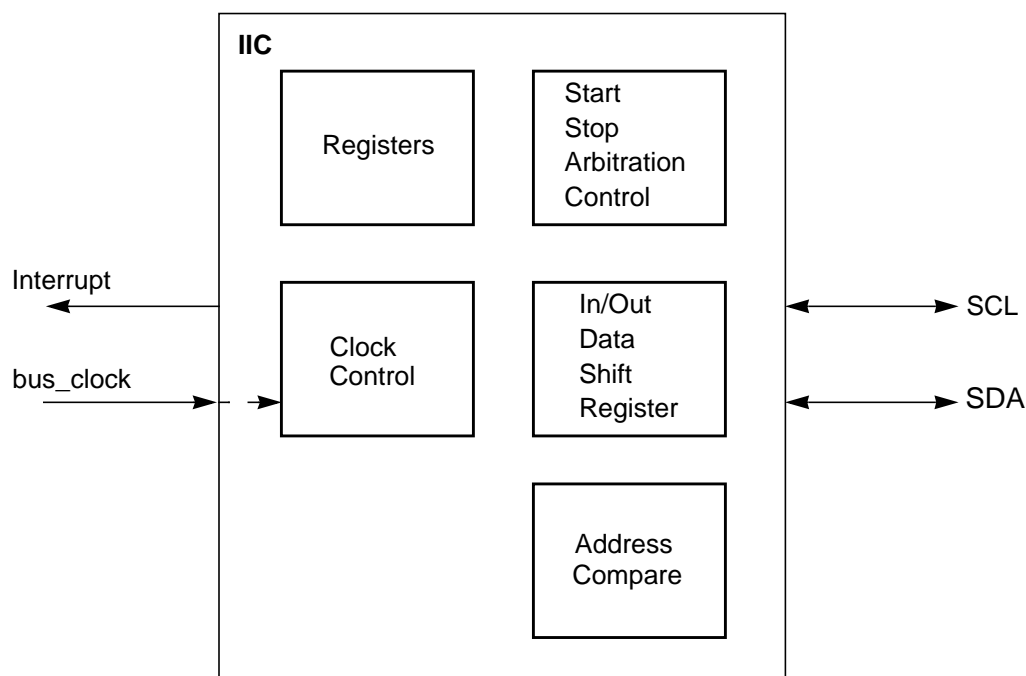 IIC
Registers
Start
Stop
Arbitration
Control
Interrupt
bus_clock
Clock
Control
In/Out
Data
Shift
Register
SCL
SDA
Address
Compare